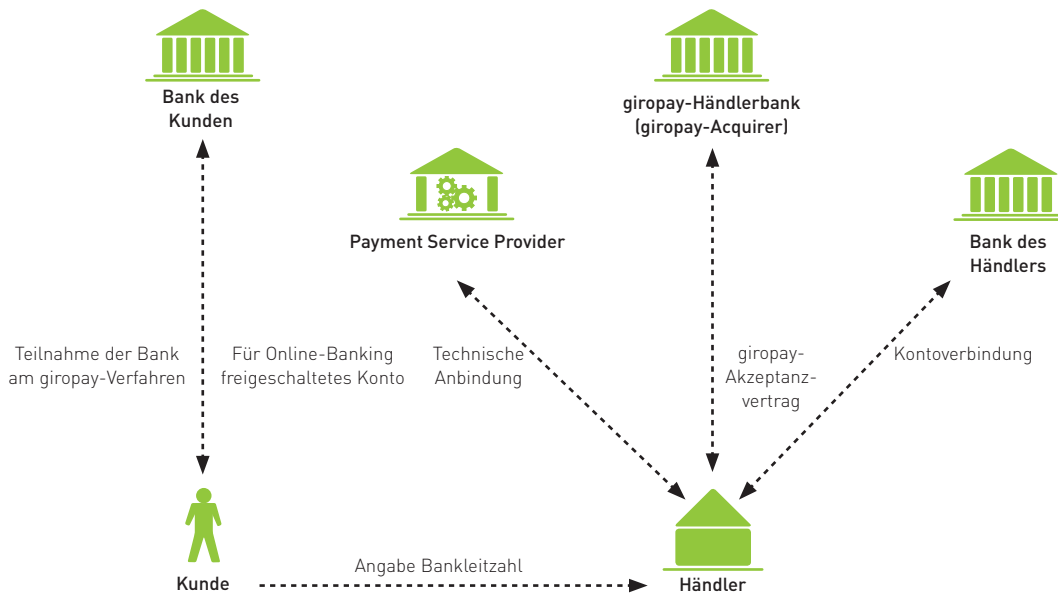 Bank des
Kunden
giropay-Händlerbank
(giropay-Acquirer)
Payment Service Provider
Bank des
Händlers
Teilnahme der Bank
am giropay-Verfahren
Für Online-Banking
freigeschaltetes Konto
Technische
Anbindung
giropay-
Akzeptanz-
vertrag
Kontoverbindung
Kunde
Angabe Bankleitzahl
Händler